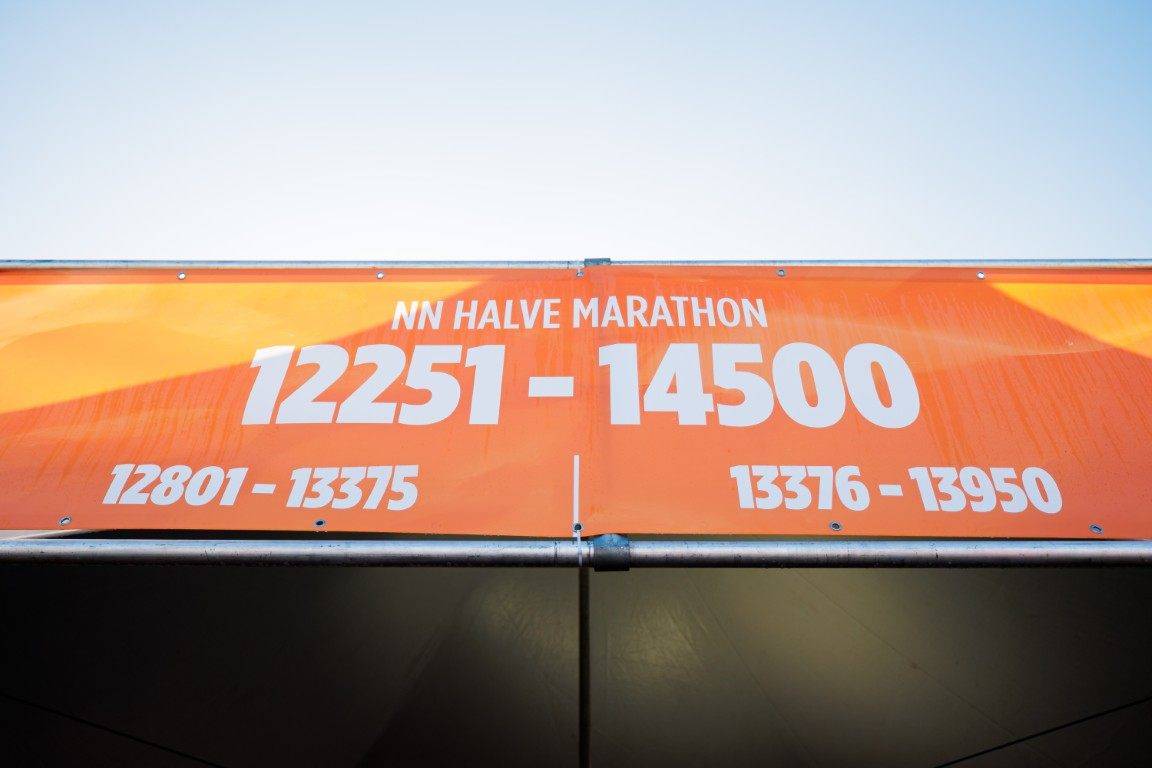 NN HALVE MARATHON
12251 - 14500
12801 - 13375
13376 - 13950